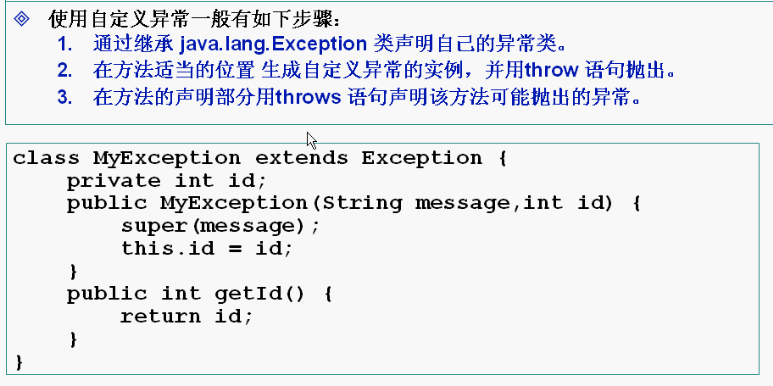 使用自定义异常一般有如下步骤：
1. 通过继承 java.lang.Exception 类声明自己的异常类。
2. 在方法适当的位置 生成自定义异常的实例，并用throw 语句抛出。
3. 在方法的声明部分用throws 语句声明该方法可能抛出的异常。
class MyException extends Exception {
    private int id;
    public MyException(String message,int id) {
        super(message);
        this.id = id;
    }
    public int getId() {
        return id;
    }
}